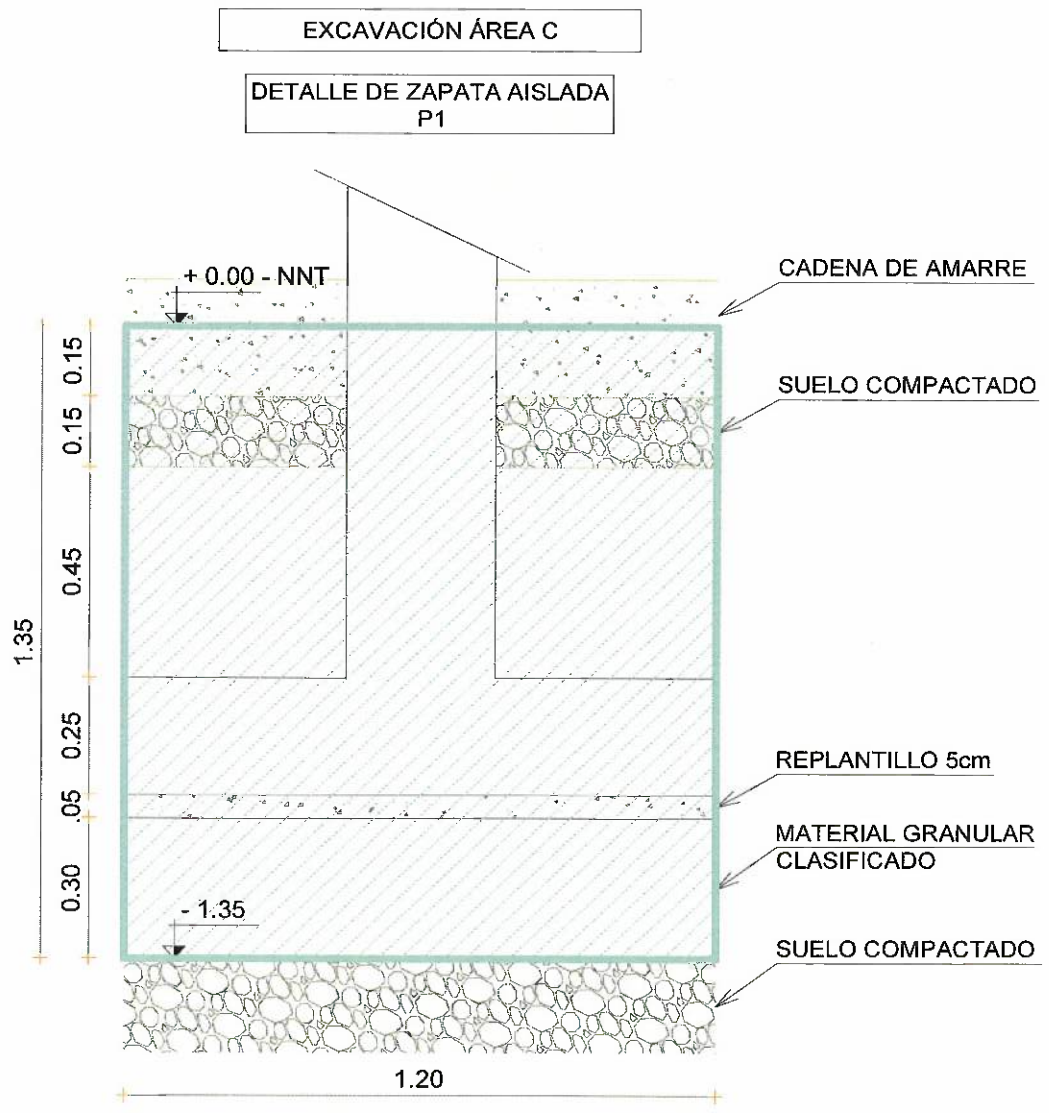 EXCAVACIÓN ÁREA C
DETALLE DE ZAPATA AISLADA
P1
+ 0.00 - NNT
CADENA DE AMARRE
SUELO COMPACTADO
0.15
0.15
0.45
1.35
0.25
.05
0.30
REPLANTILLO 5cm
MATERIAL GRANULAR
CLASIFICADO
- 1.35
SUELO COMPACTADO
1.20